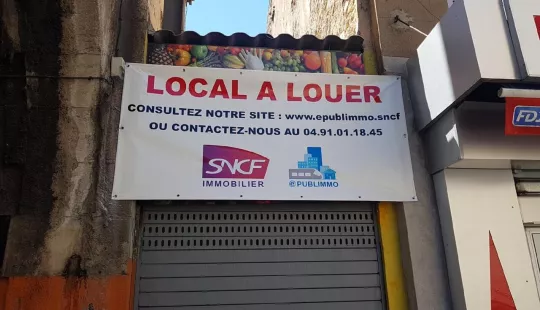 LOCAL A LOUER
CONSULTEZ NOTRE SITE : www.epublimmo.sncf
OU CONTACTEZ-NOUS AU 04.91.01.18.45
SNCF
IMMOBILIER
@PUBLIMMO
FDJ